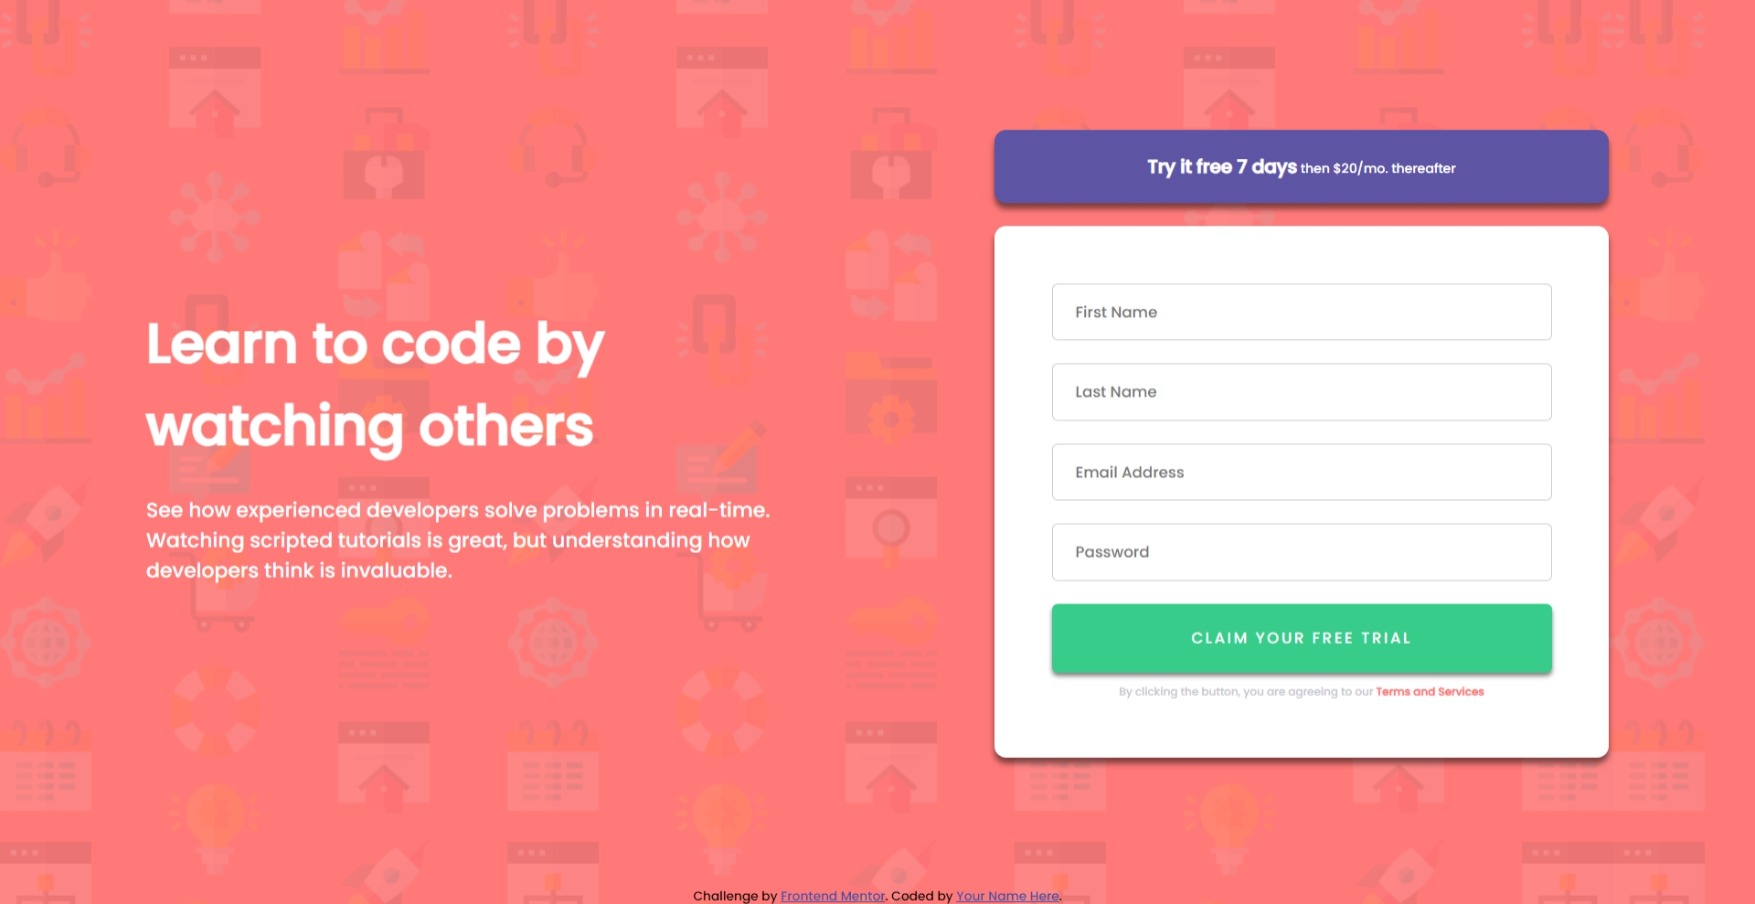 Try it free 7 days then $20/mo. thereafter
Learn to code by
watching others
See how experienced developers solve problems in real-time.
Watching scripted tutorials is great, but understanding how
developers think is invaluable.
First Name
Last Name
Email Address
Password
CLAIM YOUR FREE TRIAL
By clicking the button, you are agreeing to our Terms and Services
Challenge by Frontend Mentor. Coded by Your Name Here.